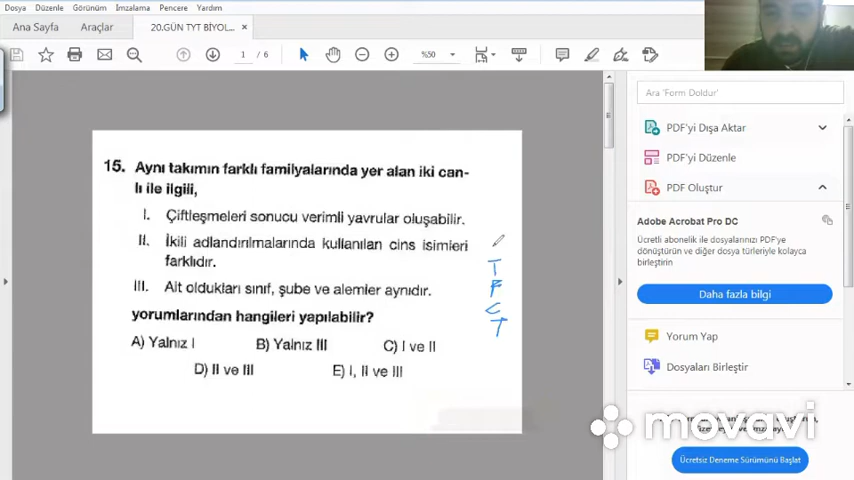 Dosya Düzenle Görünüm İmzalama Pencere Yardım
Ana Sayfa Araçlar 20.GÜN TYT BİYOL... ×
1 / 6 %50
15. Aynı takımın farklı familyalarında yer alan iki can-
lı ile ilgili,
I. Çiftleşmeleri sonucu verimli yavrular oluşabilir.
II. İkili adlandırılmalarında kullanılan cins isimleri
farklıdır.
III. Ait oldukları sınıf, şube ve alemler aynıdır.
yorumlarından hangileri yapılabilir?
A) Yalnız I B) Yalnız III C) I ve II
D) II ve III E) I, II ve III
T
F
C
T
Ara 'Form Doldur'
PDF'yi Dışa Aktar
PDF'yi Düzenle
PDF Oluştur
Adobe Acrobat Pro DC
Ücretli abonelik ile dosyalarınızı PDF'ye
dönüştürün ve diğer dosya türleriyle kolayca
birleştirin
Daha fazla bilgi
Yorum Yap
Dosyaları Birleştir
movavi
Ücretsiz Deneme Sürümünü Başlat